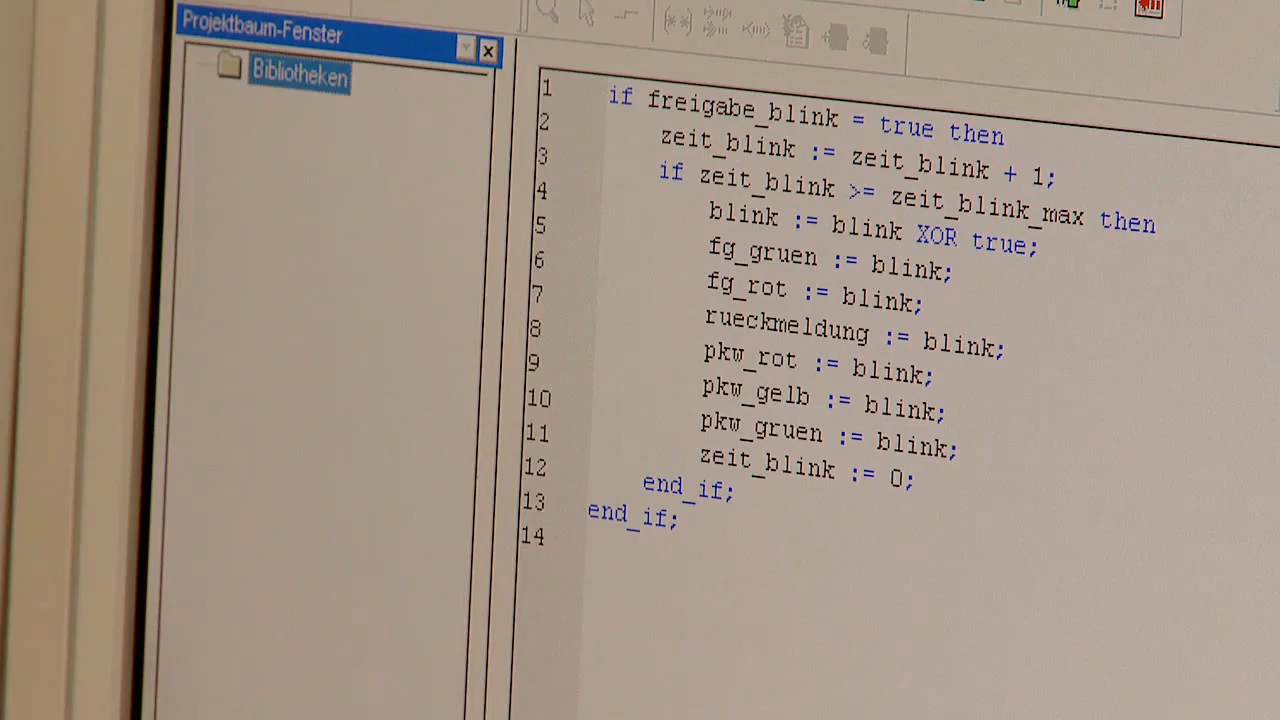 Projektbaum-Fenster
Bibliotheken
1 if freigabe_blink = true then
2 zeit_blink := zeit_blink + 1;
3 if zeit_blink >= zeit_blink_max then
4 blink := blink XOR true;
5 fg_gruen := blink;
6 fg_rot := blink;
7 rueckmeldung := blink;
8 pkw_rot := blink;
9 pkw_gelb := blink;
10 pkw_gruen := blink;
11 zeit_blink := 0;
12 end_if;
13 end_if;
14